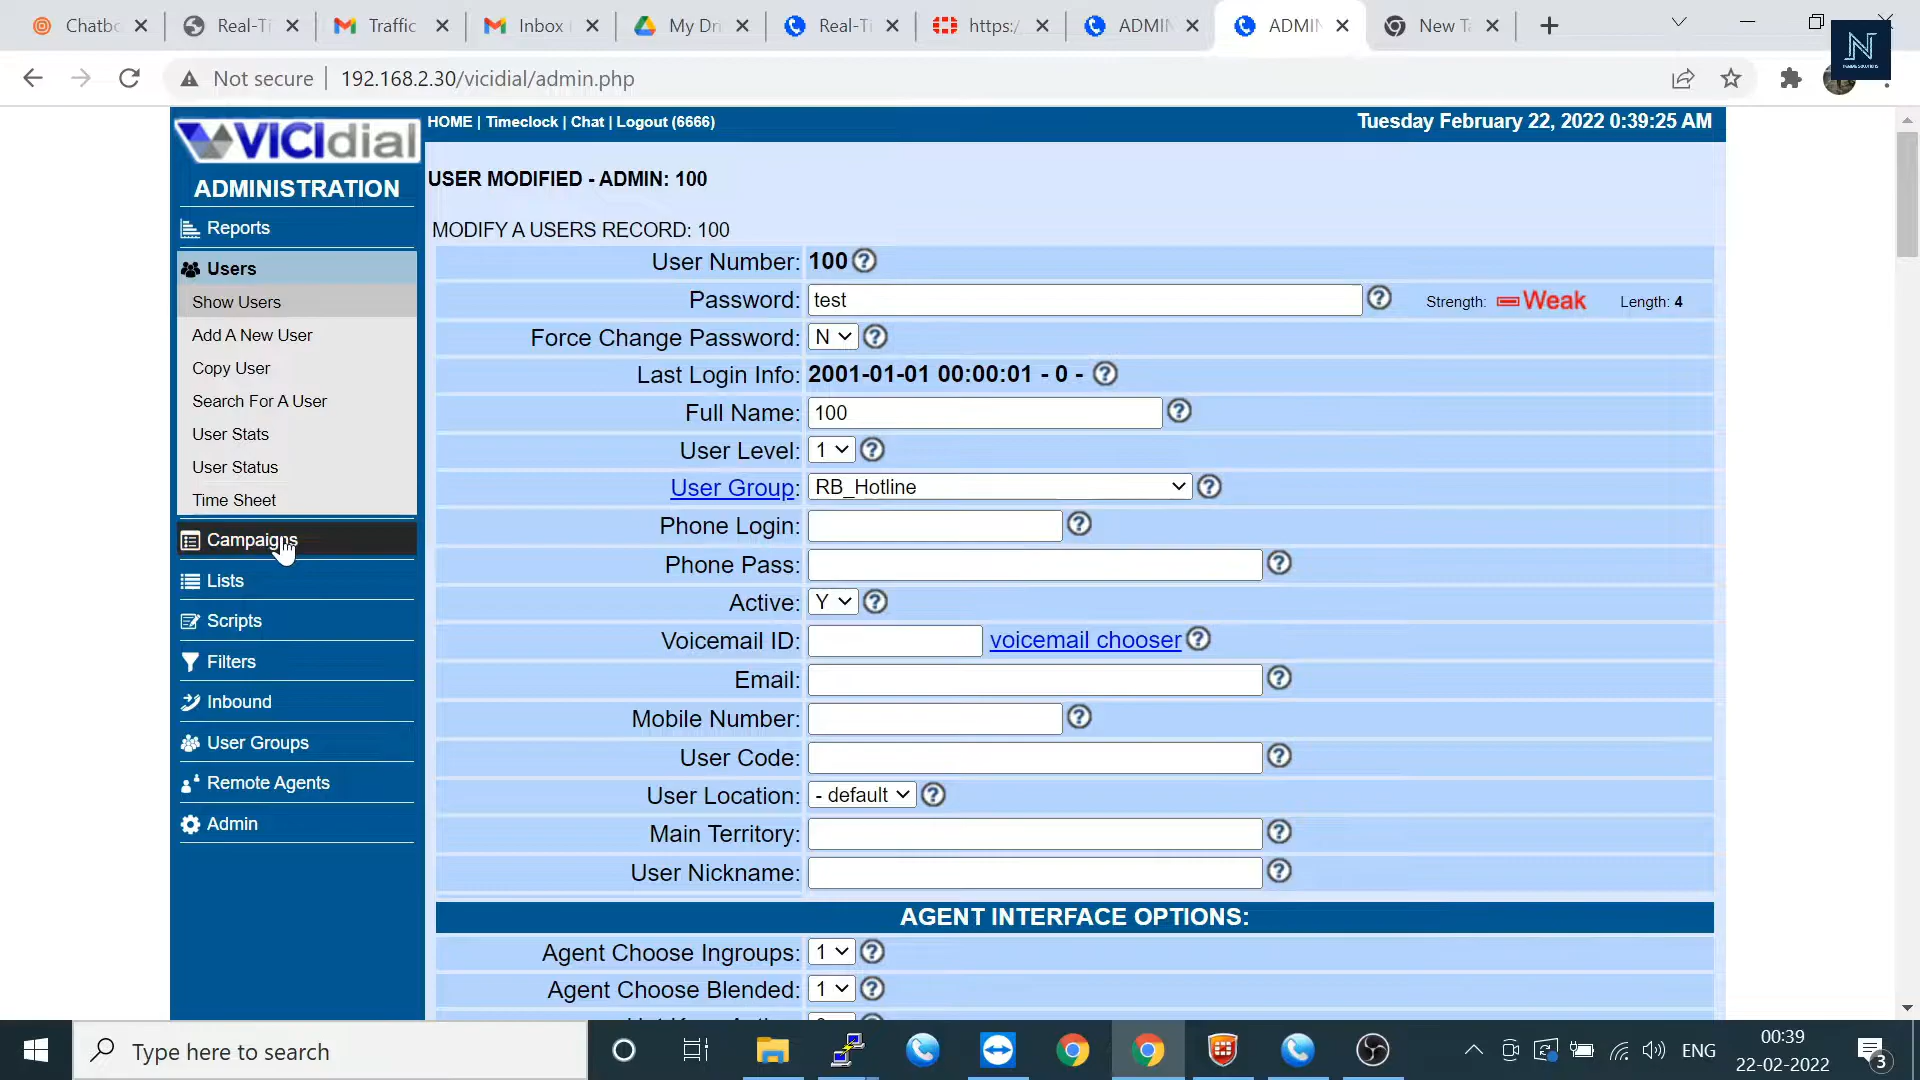 Chatbo
Real-Ti
Traffic
Inbox
My Dri
Real-Ti
https:/
ADMIN
ADMIN
New Ta
N
Not secure
192.168.2.30/vicidial/admin.php
VICIdial
HOME | Timeclock | Chat | Logout (6666)
Tuesday February 22, 2022 0:39:25 AM
ADMINISTRATION
Reports
Users
Show Users
Add A New User
Copy User
Search For A User
User Stats
User Status
Time Sheet
Campaigns
Lists
Scripts
Filters
Inbound
User Groups
Remote Agents
Admin
USER MODIFIED - ADMIN: 100
MODIFY A USERS RECORD: 100
User Number: 100
Password: test Strength: Weak Length: 4
Force Change Password: N
Last Login Info: 2001-01-01 00:00:01 - 0 -
Full Name: 100
User Level: 1
User Group: RB_Hotline
Phone Login:
Phone Pass:
Active: Y
Voicemail ID: voicemail chooser
Email:
Mobile Number:
User Code:
User Location: - default
Main Territory:
User Nickname:
AGENT INTERFACE OPTIONS:
Agent Choose Ingroups: 1
Agent Choose Blended: 1
Type here to search
ENG
00:39
22-02-2022
3